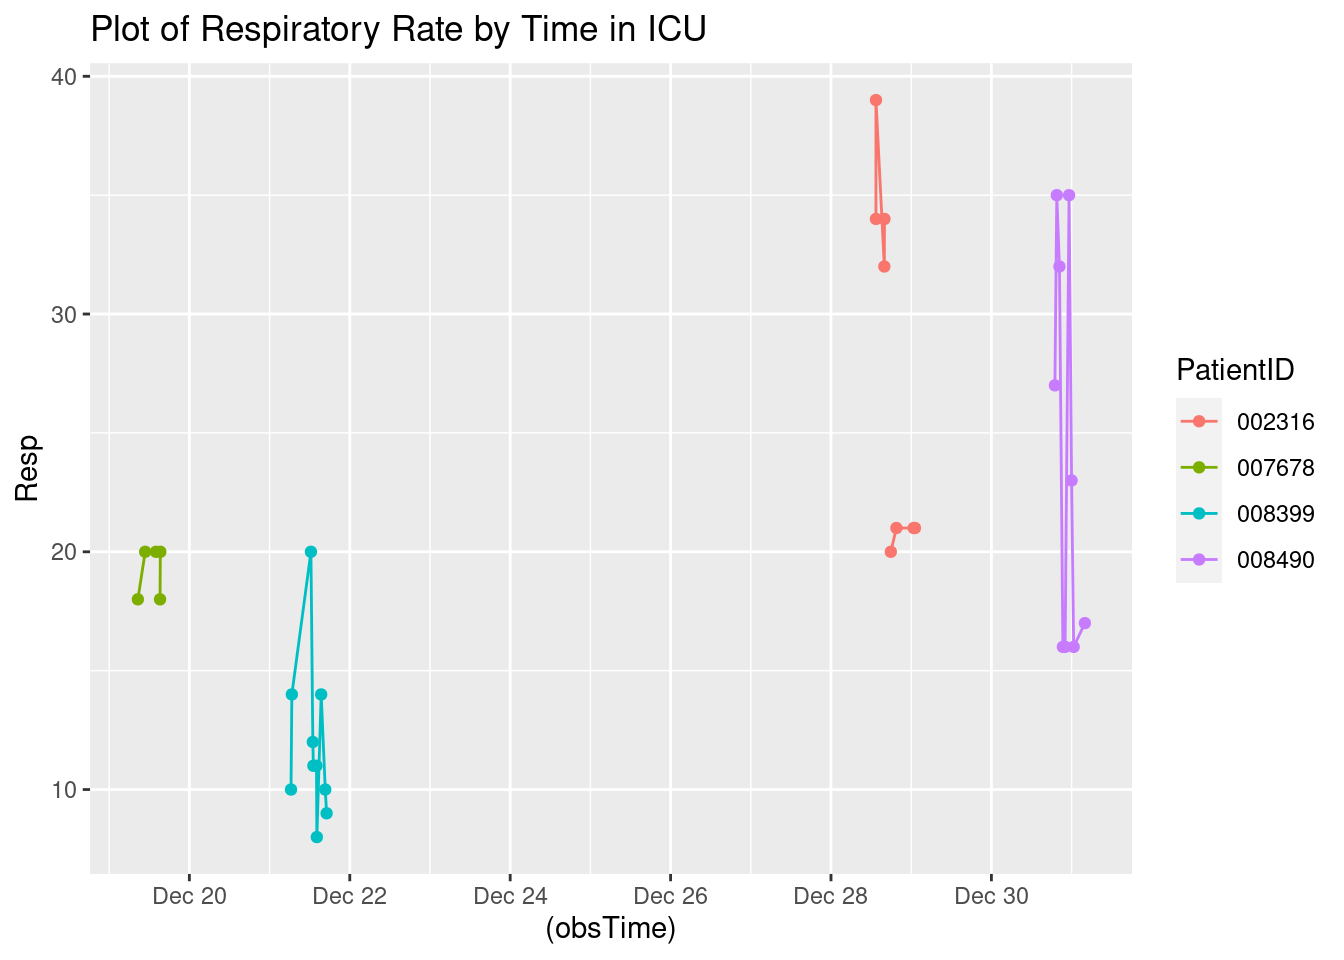 Plot of Respiratory Rate by Time in ICU
40
30
20
10
Resp
Dec 20 Dec 22 Dec 24 Dec 26 Dec 28 Dec 30
(obsTime)
PatientID
002316
007678
008399
008490